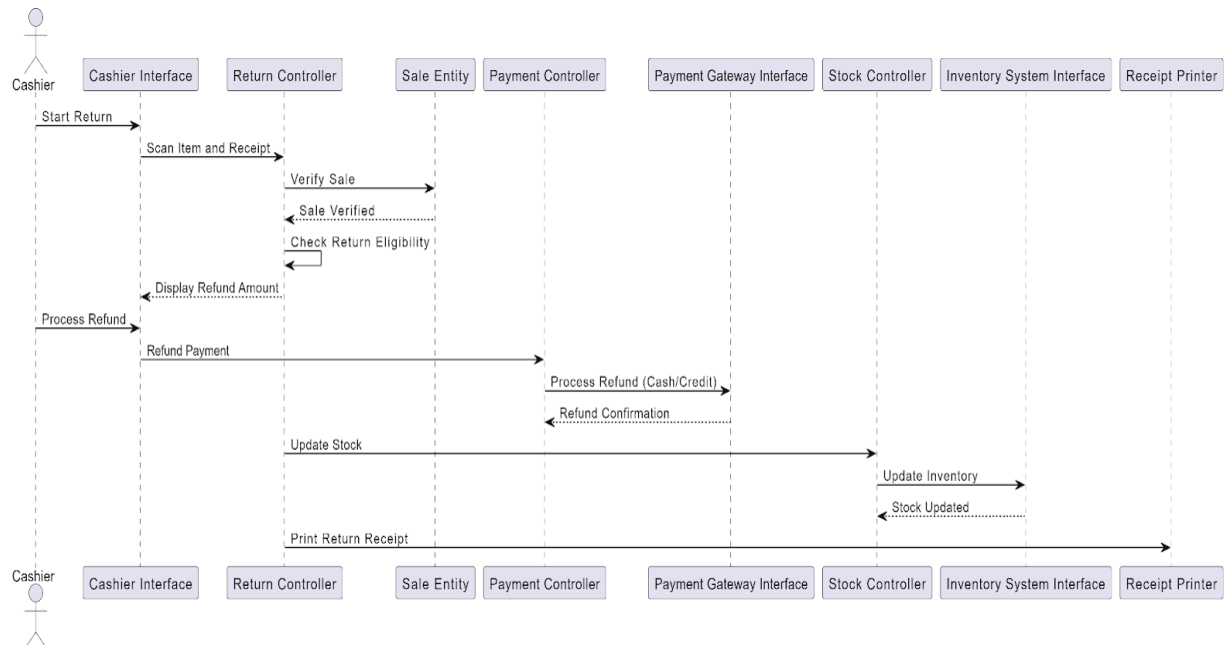 Cashier
Cashier Interface
Return Controller
Sale Entity
Payment Controller
Payment Gateway Interface
Stock Controller
Inventory System Interface
Receipt Printer
Start Return
Scan Item and Receipt
Verify Sale
Sale Verified
Check Return Eligibility
Display Refund Amount
Process Refund
Refund Payment
Process Refund (Cash/Credit)
Refund Confirmation
Update Stock
Update Inventory
Stock Updated
Print Return Receipt
Cashier
Cashier Interface
Return Controller
Sale Entity
Payment Controller
Payment Gateway Interface
Stock Controller
Inventory System Interface
Receipt Printer